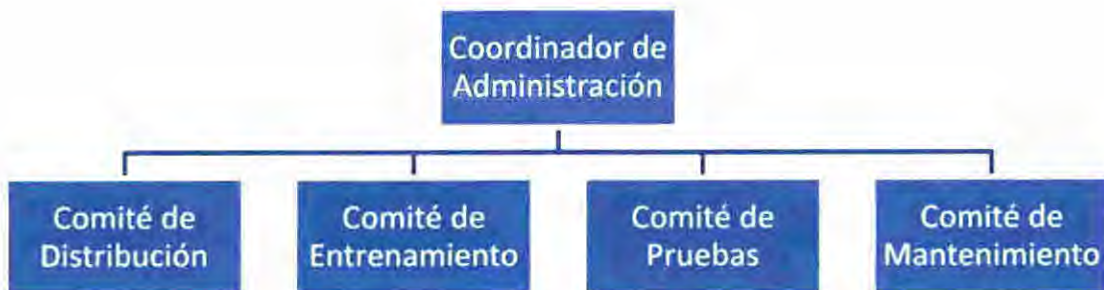 Coordinador de
Administración
Comité de
Distribución
Comité de
Entrenamiento
Comité de
Pruebas
Comité de
Mantenimiento